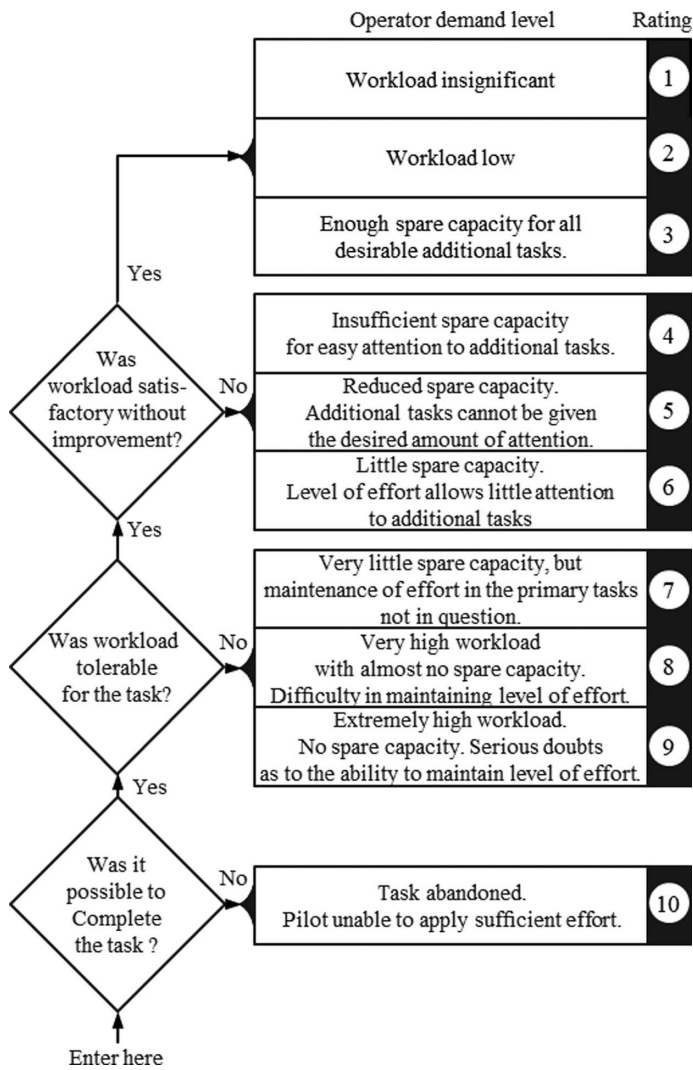 Operator demand level
Rating
Workload insignificant
1
Workload low
2
Enough spare capacity for all
desirable additional tasks.
3
Yes
Was
workload satis-
factory without
improvement?
No
Insufficient spare capacity
for easy attention to additional tasks.
4
Reduced spare capacity.
Additional tasks cannot be given
the desired amount of attention.
5
Little spare capacity.
Level of effort allows little attention
to additional tasks
6
Yes
Was workload
tolerable
for the task?
No
Very little spare capacity, but
maintenance of effort in the primary tasks
not in question.
7
Very high workload
with almost no spare capacity.
Difficulty in maintaining level of effort.
8
Extremely high workload.
No spare capacity. Serious doubts
as to the ability to maintain level of effort.
9
Yes
Was it
possible to
Complete
the task ?
No
Task abandoned.
Pilot unable to apply sufficient effort.
10
Enter here